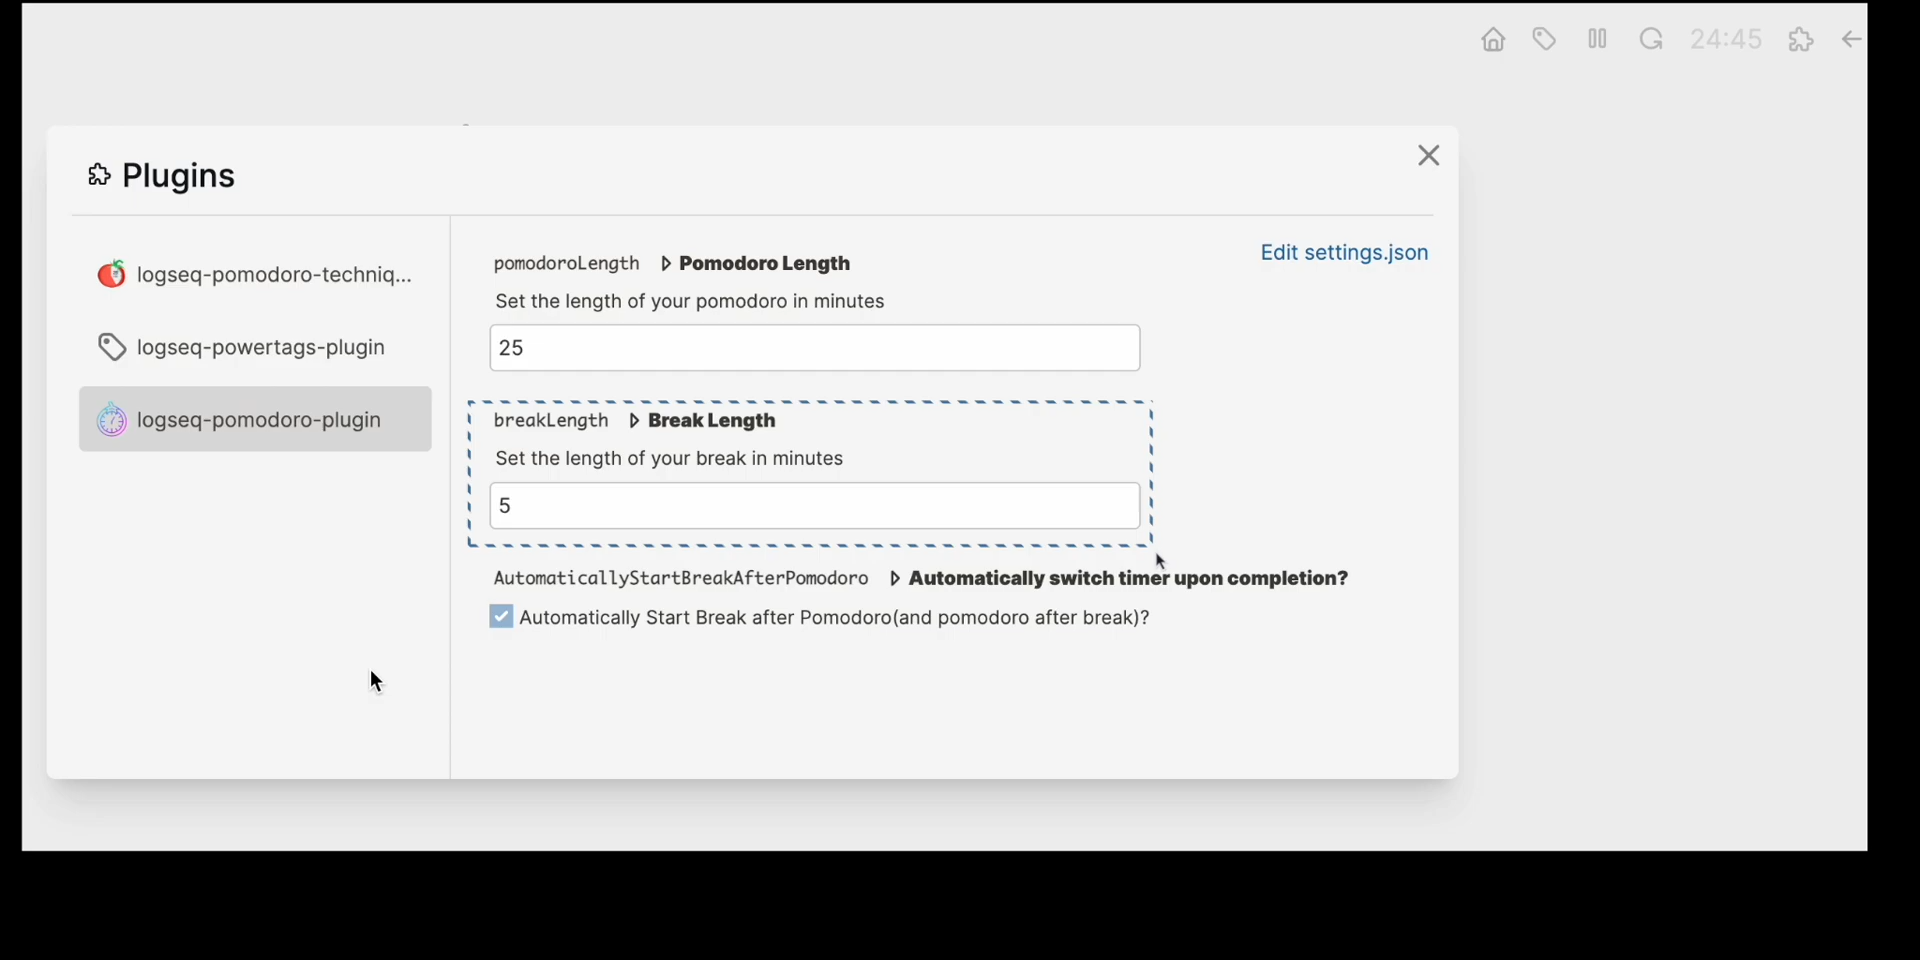 24:45
Plugins
logseq-pomodoro-techniq...
logseq-powertags-plugin
logseq-pomodoro-plugin
Edit settings.json
pomodoroLength Pomodoro Length
Set the length of your pomodoro in minutes
25
breakLength Break Length
Set the length of your break in minutes
5
AutomaticallyStartBreakAfterPomodoro Automatically switch timer upon completion?
Automatically Start Break after Pomodoro(and pomodoro after break)?